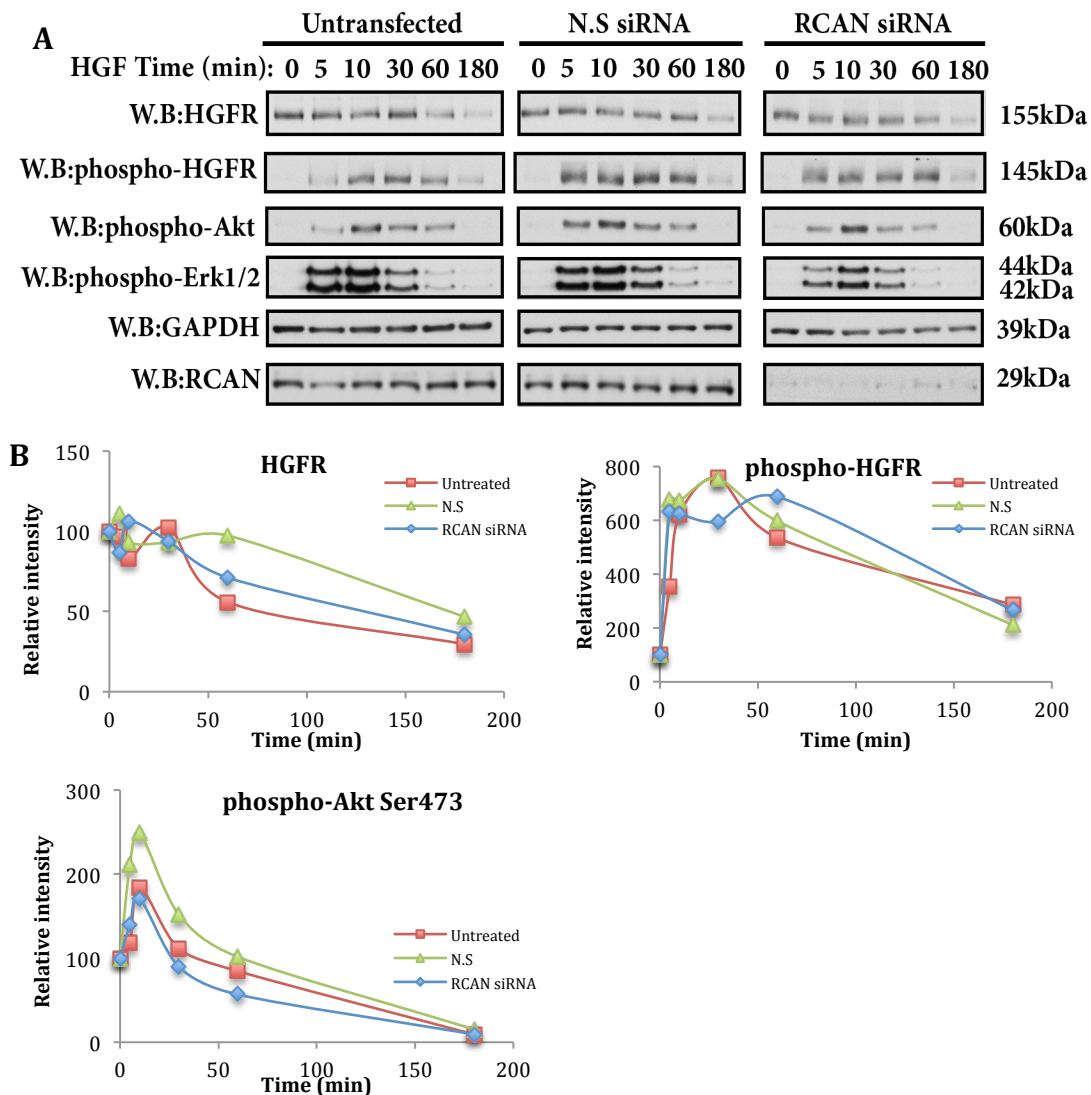 A
Untransfected N.S siRNA RCAN siRNA
HGF Time (min): 0 5 10 30 60 180 0 5 10 30 60 180 0 5 10 30 60 180
W.B:HGFR 155kDa
W.B:phospho-HGFR 145kDa
W.B:phospho-Akt 60kDa
W.B:phospho-Erk1/2 44kDa
42kDa
W.B:GAPDH 39kDa
W.B:RCAN 29kDa
B
HGFR
Relative intensity
150
100
50
0
0 50 100 150 200
Time (min)
Untreated
N.S
RCAN siRNA
phospho-HGFR
Relative intensity
800
600
400
200
0
0 50 100 150 200
Time (min)
Untreated
N.S
RCAN siRNA
phospho-Akt Ser473
Relative intensity
300
200
100
0
0 50 100 150 200
Time (min)
Untreated
N.S
RCAN siRNA